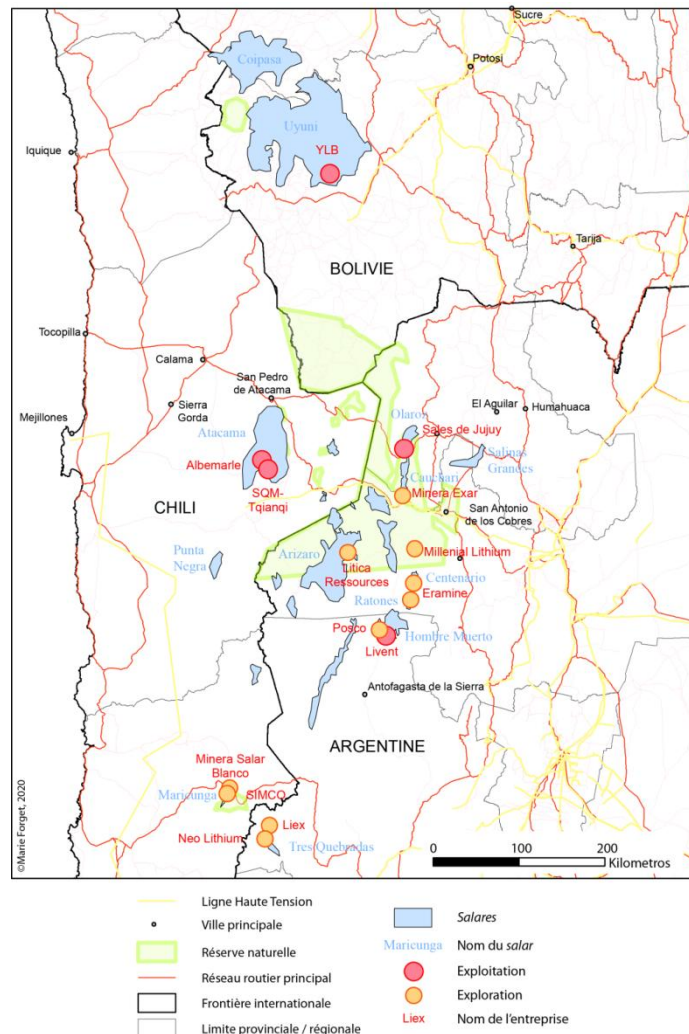 Sucre
Coipasa
Potosi
Uyuni
Iquique
YLB
Tarija
BOLIVIE
Tocopilla
Calama
San Pedro
de Atacama
Sierra
Gorda
El Aguilar
Humahuaca
Mejillones
Atacama
Olaroz
Sales de Jujuy
Salinas
Grandes
Albemarle
Cauchari
SQM-
Tqianqi
Minera Exar
CHILI
San Antonio
de los Cobres
Punta
Negra
Arizaro
Millenial Lithium
Litica
Ressources
Centenario
Eramine
Ratones
Posco
Hombre Muerto
Livent
Antofagasta de la Sierra
ARGENTINE
Minera Salar
Blanco
Maricunga
SIMCO
Liex
Neo Lithium
Tres Quebradas
0 100 200
Kilometros
©Marie Forget, 2020
Ligne Haute Tension
Ville principale
Réserve naturelle
Réseau routier principal
Frontière internationale
Limite provinciale / régionale
Salares
Maricunga Nom du salar
Exploitation
Exploration
Liex Nom de l'entreprise